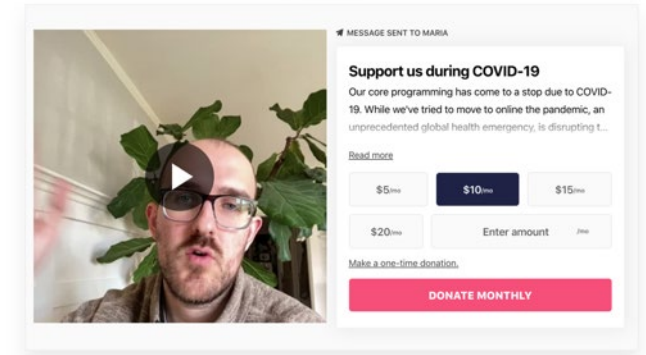 MESSAGE SENT TO MARIA
Support us during COVID-19
Our core programming has come to a stop due to COVID-
19. While we've tried to move to online the pandemic, an
unprecedented global health emergency, is disrupting t...
Read more
$5/mo $10/mo $15/mo
$20/mo Enter amount /mo
Make a one-time donation.
DONATE MONTHLY